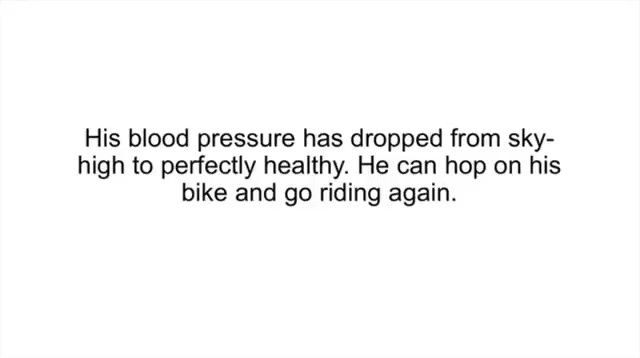 His blood pressure has dropped from sky-
high to perfectly healthy. He can hop on his
bike and go riding again.